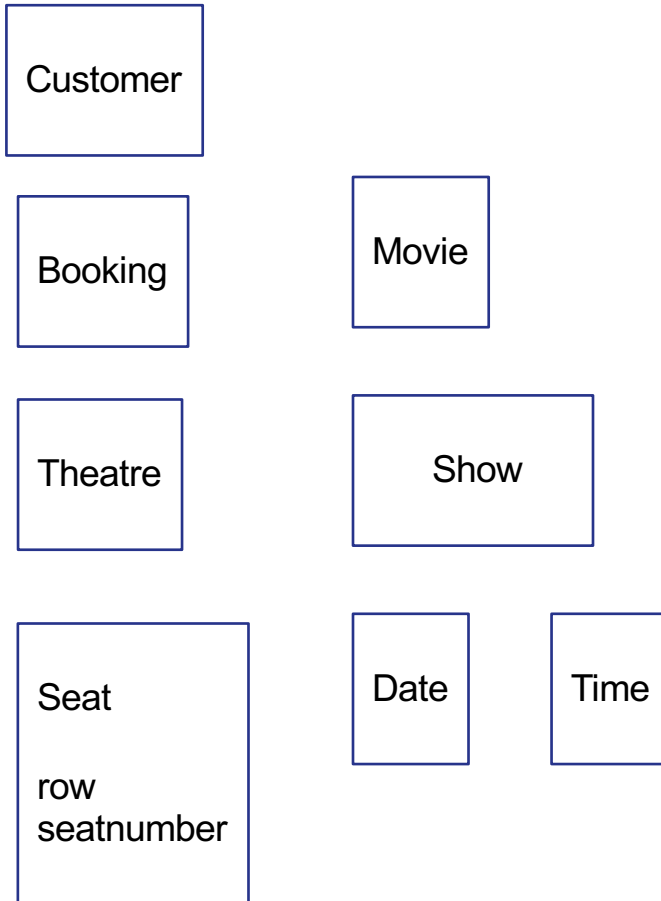 Customer
Booking
Movie
Theatre
Show
Seat
row
seatnumber
Date
Time